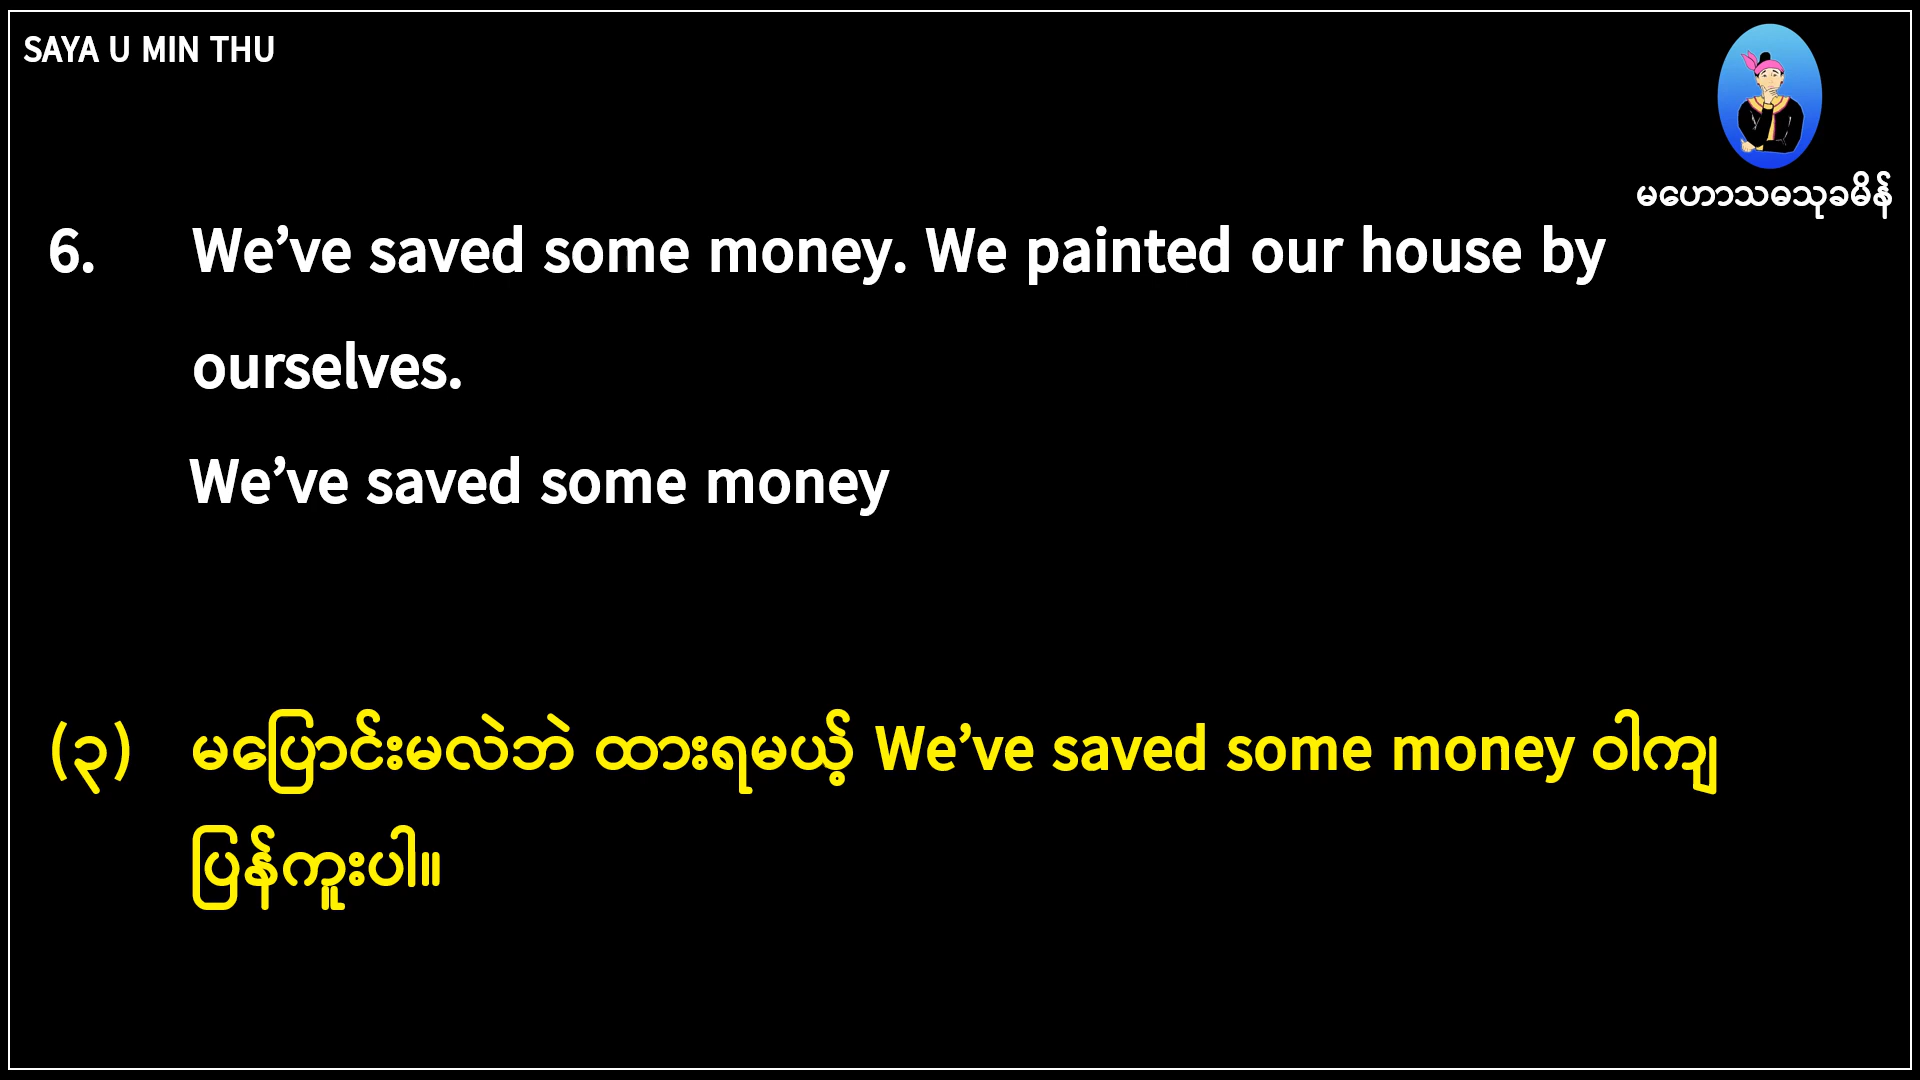 SAYA U MIN THU
မဟောသဓသုခမိန်
6. We’ve saved some money. We painted our house by
ourselves.
We’ve saved some money
(၃) မပြောင်းမလဲဘဲ ထားရမယ့် We’ve saved some money ဝါကျ
ပြန်ကူးပါ။